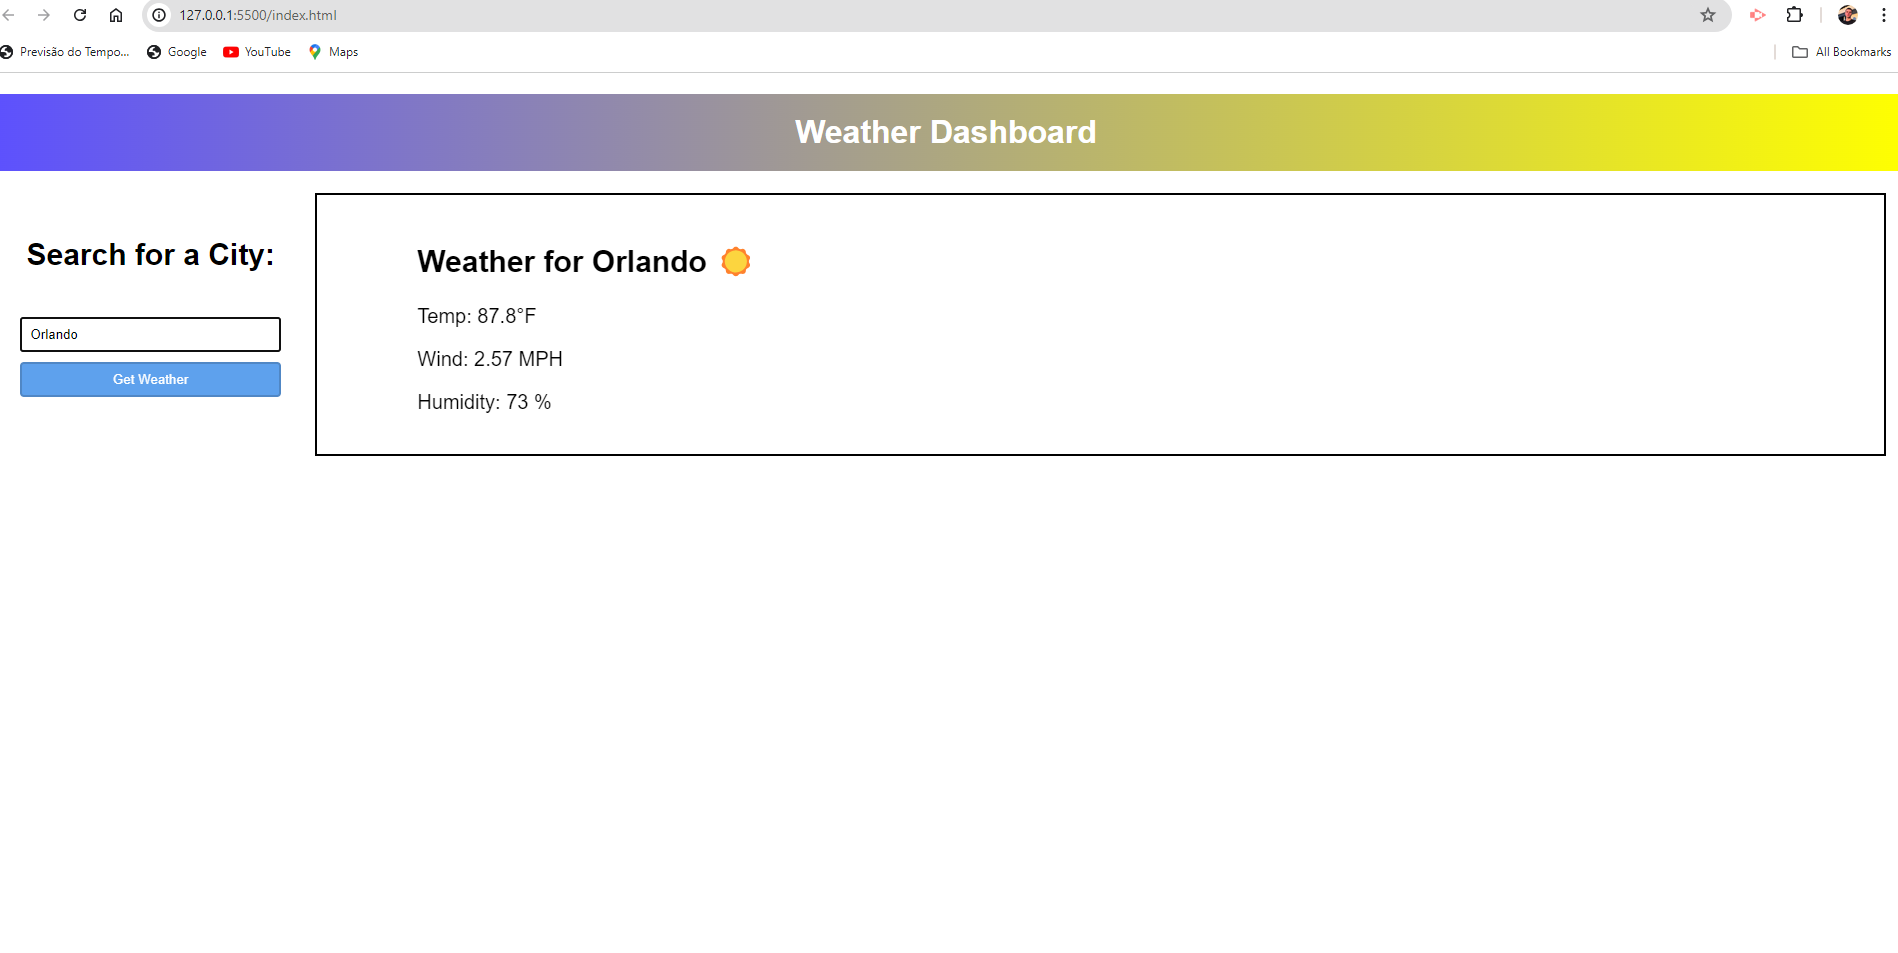 127.0.0.1:5500/index.html
Previsão do Tempo... Google YouTube Maps All Bookmarks
Weather Dashboard
Search for a City:
Orlando
Get Weather
Weather for Orlando
Temp: 87.8°F
Wind: 2.57 MPH
Humidity: 73 %